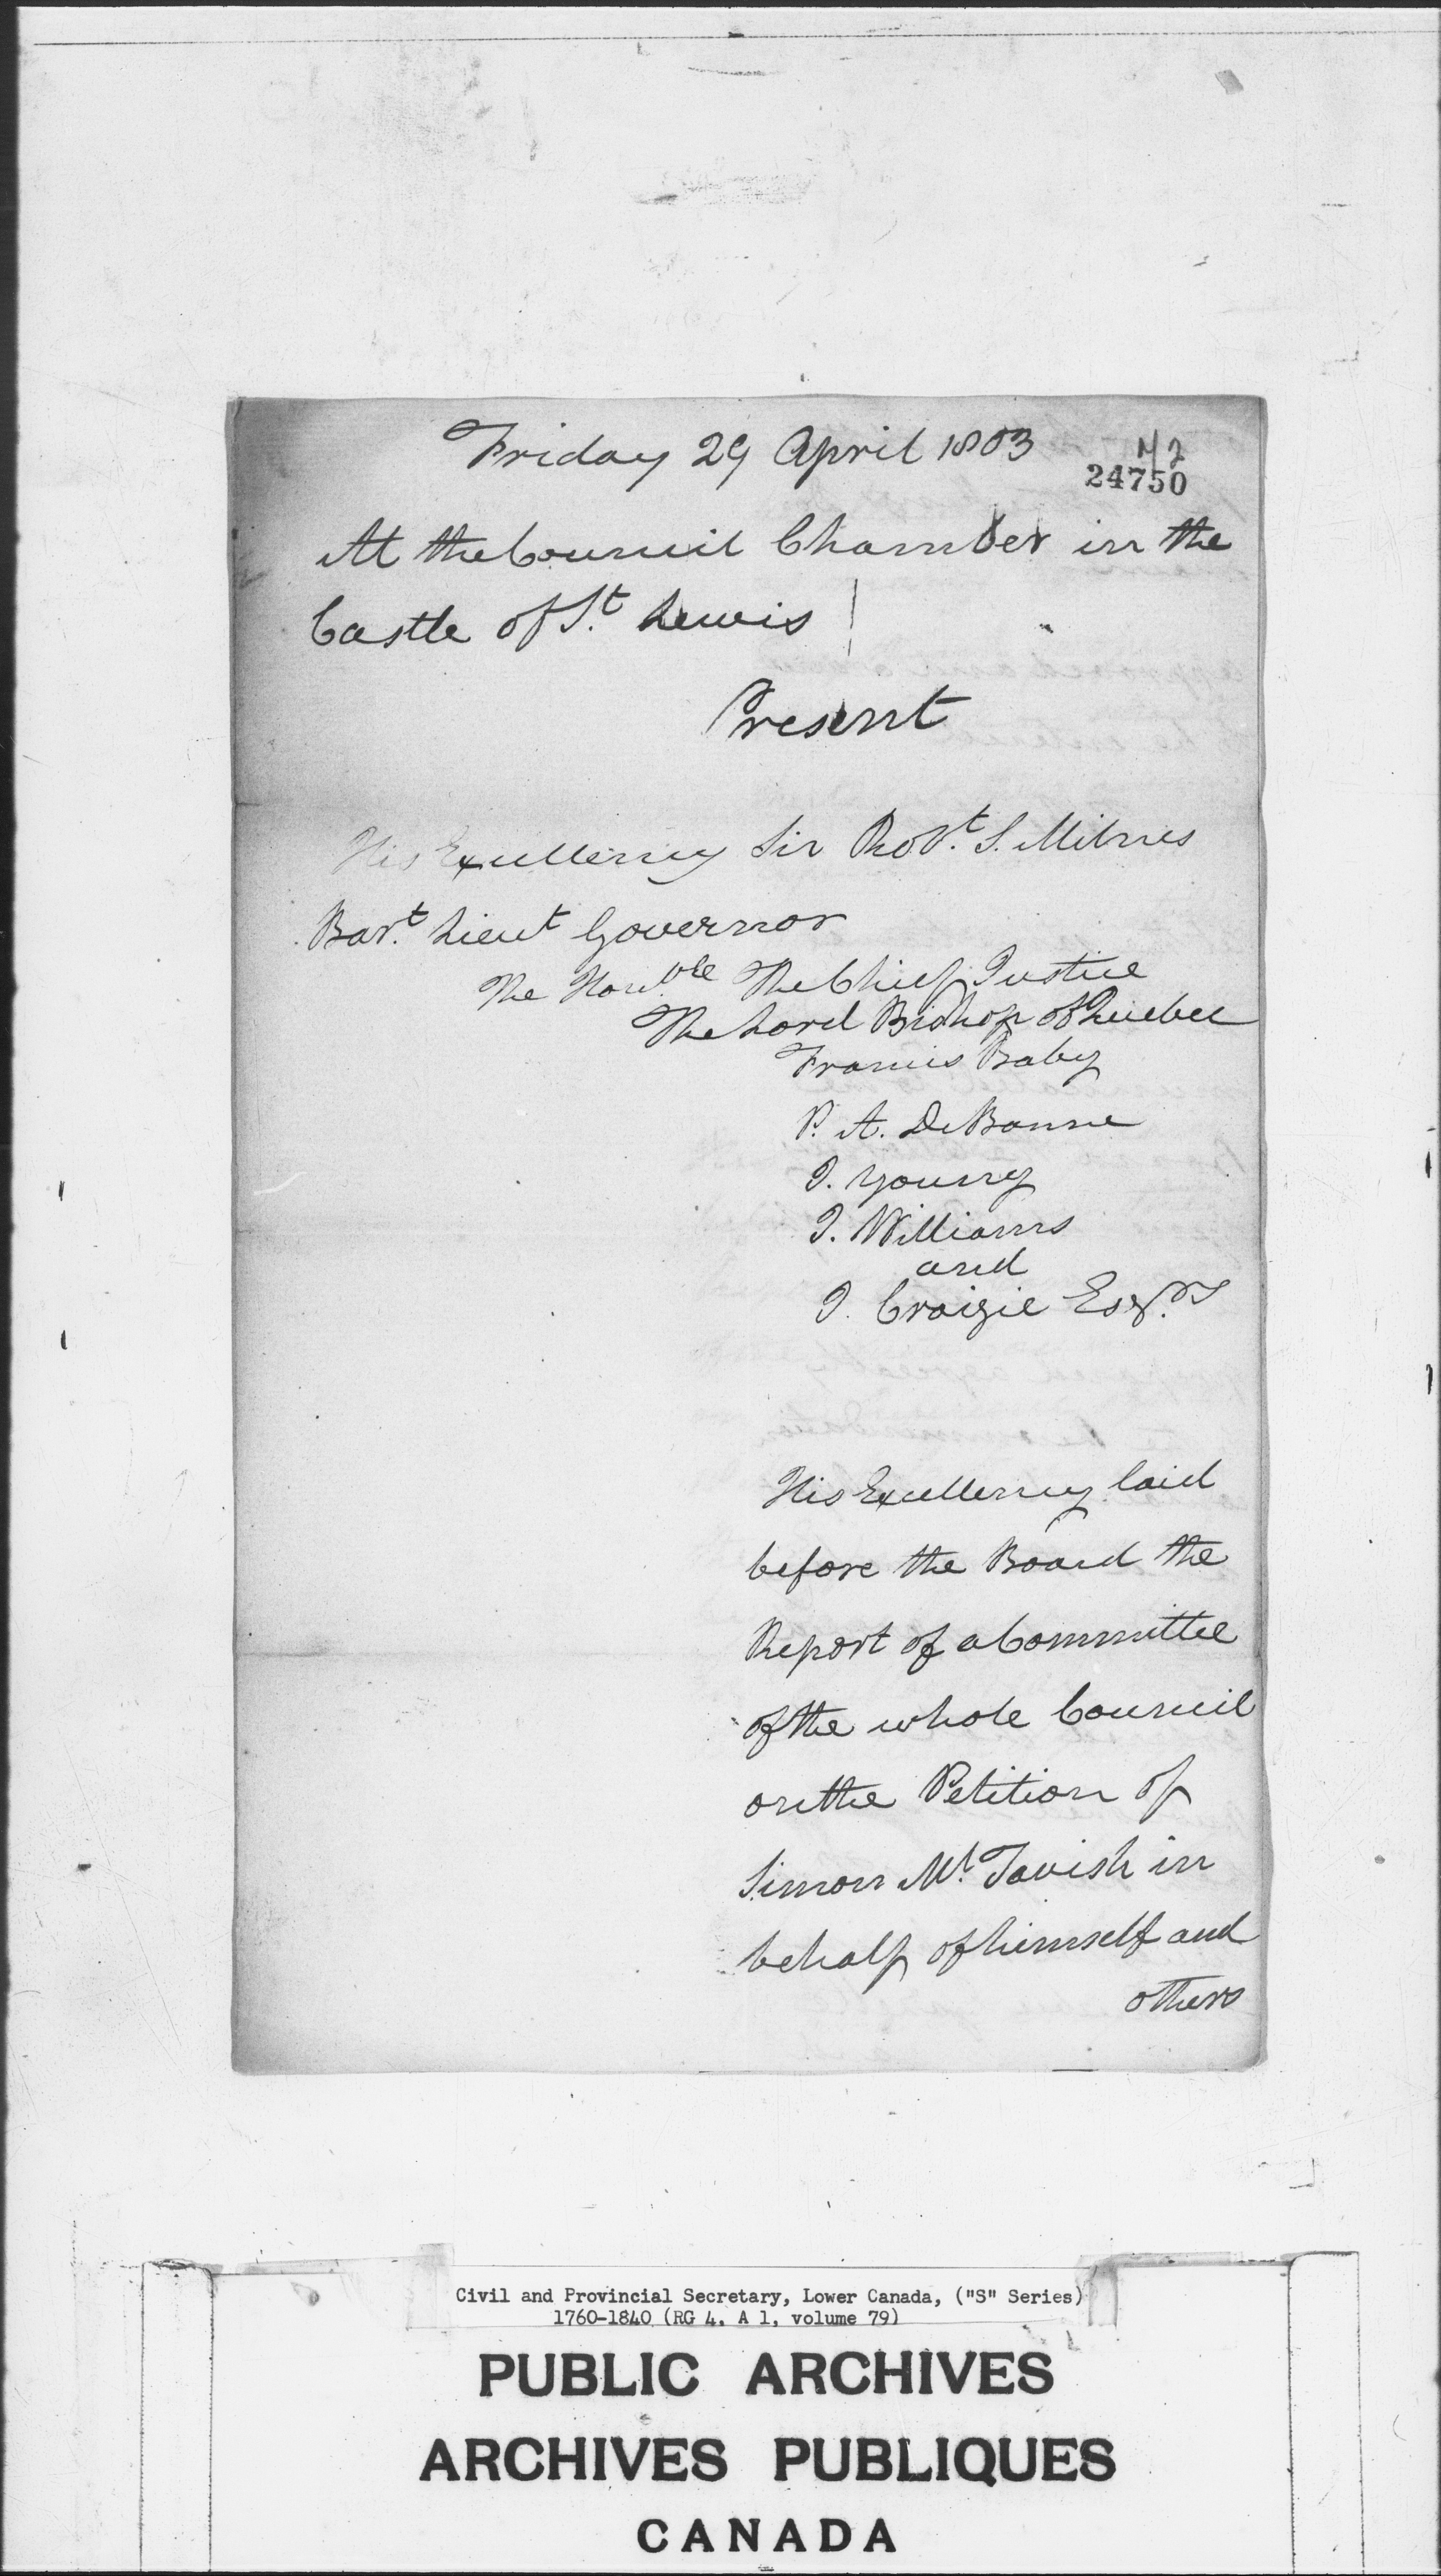 Friday 29 April 1803
24750
At the Council Chamber in the
Castle of St. Lewis
Present
His Excellency Sir Robt. S. Milnes
Bart. Lieut Governor
The Honble The Chief Justice
The Lord Bishop of Quebec
Francis Baby
P. A. De Bonne
J. Young
J. Williams
and
J. Craigie Esqrs
His Excellency laid
before the Board the
Report of a Committee
of the whole Council
on the Petition of
Simon Mc. Tavish in
behalf of himself and
others
Civil and Provincial Secretary, Lower Canada, ("S" Series)
1760-1840 (RG 4, A 1, volume 79)
PUBLIC ARCHIVES
ARCHIVES PUBLIQUES
CANADA